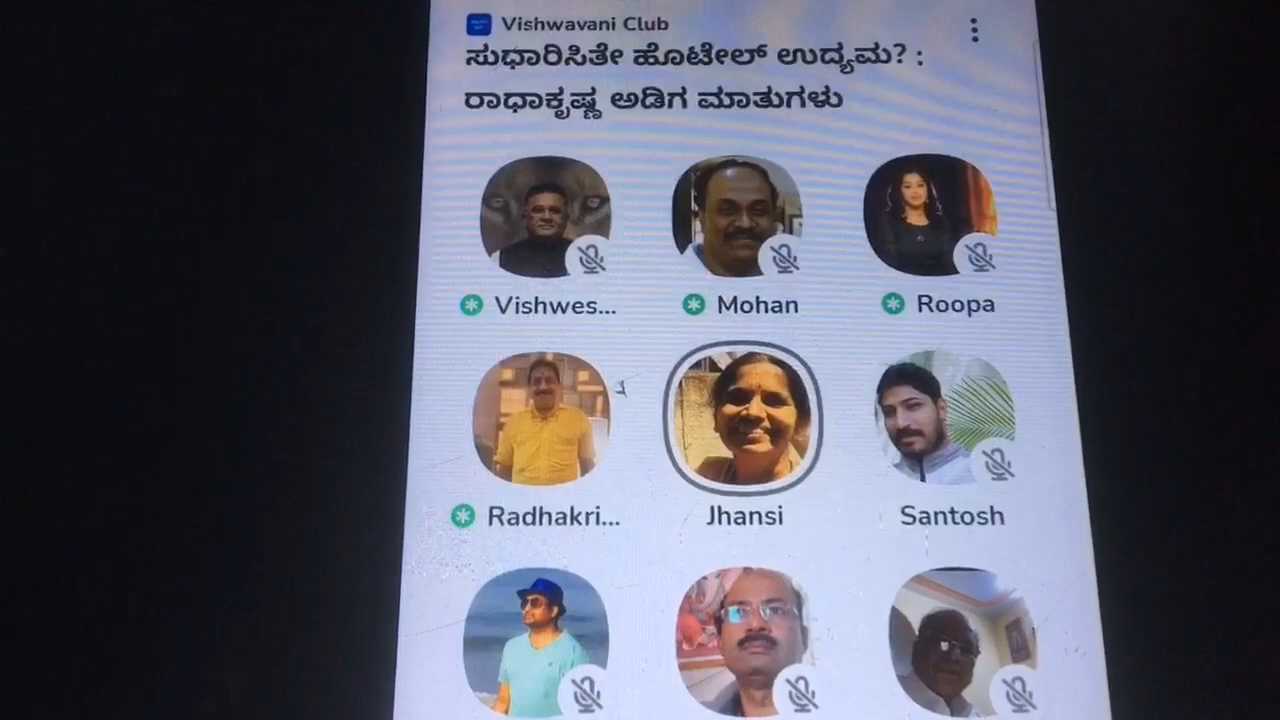 Vishwavani Club
ಸುಧಾರಿಸಿತೇ ಹೊಟೇಲ್ ಉದ್ಯಮ? :
ರಾಧಾಕೃಷ್ಣ ಅಡಿಗ ಮಾತುಗಳು
Vishwes... Mohan Roopa
Radhakri... Jhansi Santosh